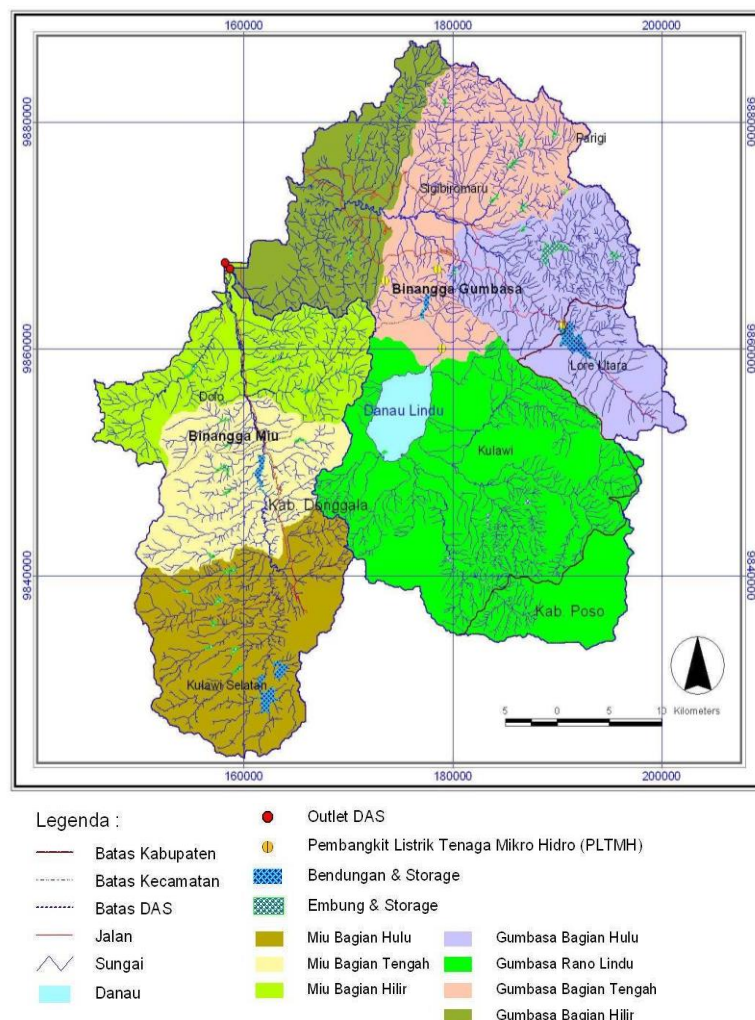 160000 180000 200000
9880000
9880000
Parigi
Sigibiromaru
Binangga Gumbasa
9860000
9860000
Lore Utara
Dolo
Danau Lindu
Binangga Miu
Kulawi
Kab. Donggala
9840000
9840000
Kab. Poso
Kulawi Selatan
5 0 5 10 Kilometers
160000 180000 200000
Legenda :
Batas Kabupaten
Batas Kecamatan
Batas DAS
Jalan
Sungai
Danau
Outlet DAS
Pembangkit Listrik Tenaga Mikro Hidro (PLTMH)
Bendungan & Storage
Embung & Storage
Miu Bagian Hulu
Miu Bagian Tengah
Miu Bagian Hilir
Gumbasa Bagian Hulu
Gumbasa Rano Lindu
Gumbasa Bagian Tengah
Gumbasa Bagian Hilir